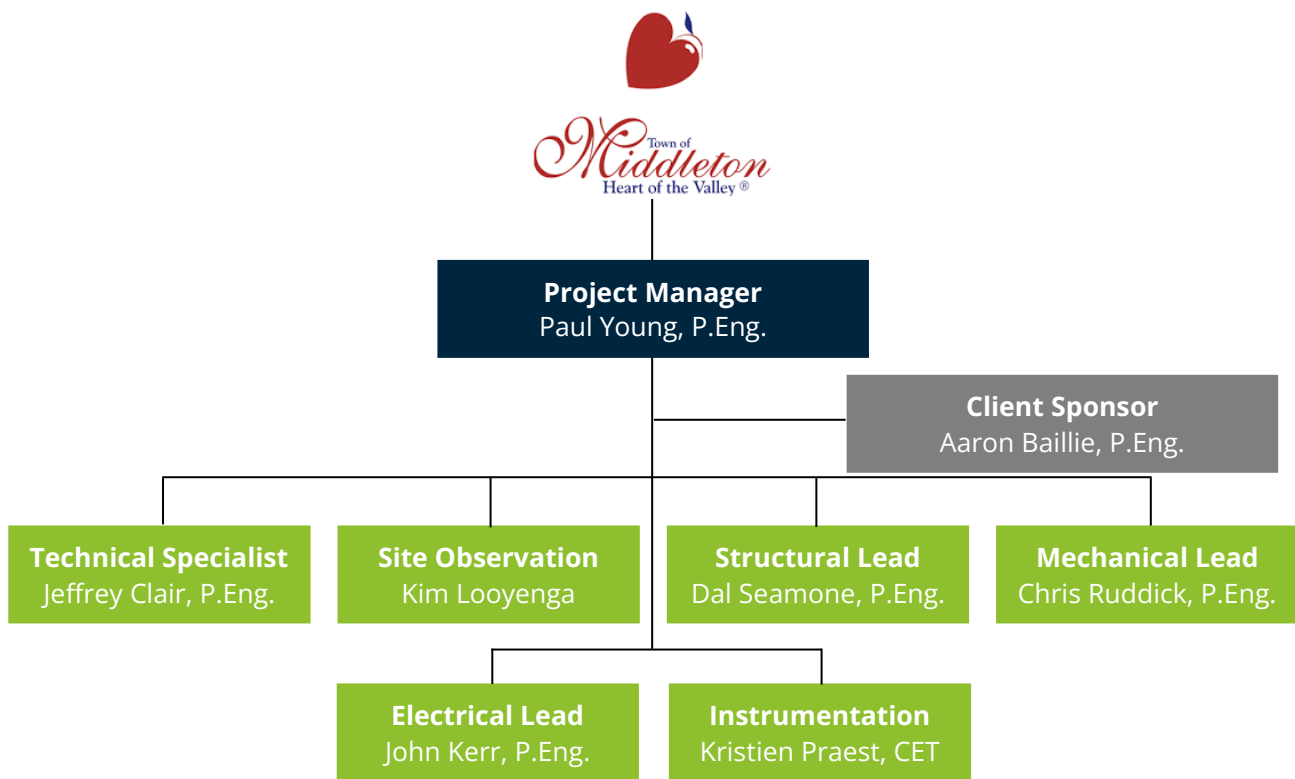 Town of
Middleton
Heart of the Valley ®
Project Manager
Paul Young, P.Eng.
Client Sponsor
Aaron Baillie, P.Eng.
Technical Specialist
Jeffrey Clair, P.Eng.
Site Observation
Kim Looyenga
Structural Lead
Dal Seamone, P.Eng.
Mechanical Lead
Chris Ruddick, P.Eng.
Electrical Lead
John Kerr, P.Eng.
Instrumentation
Kristien Praest, CET